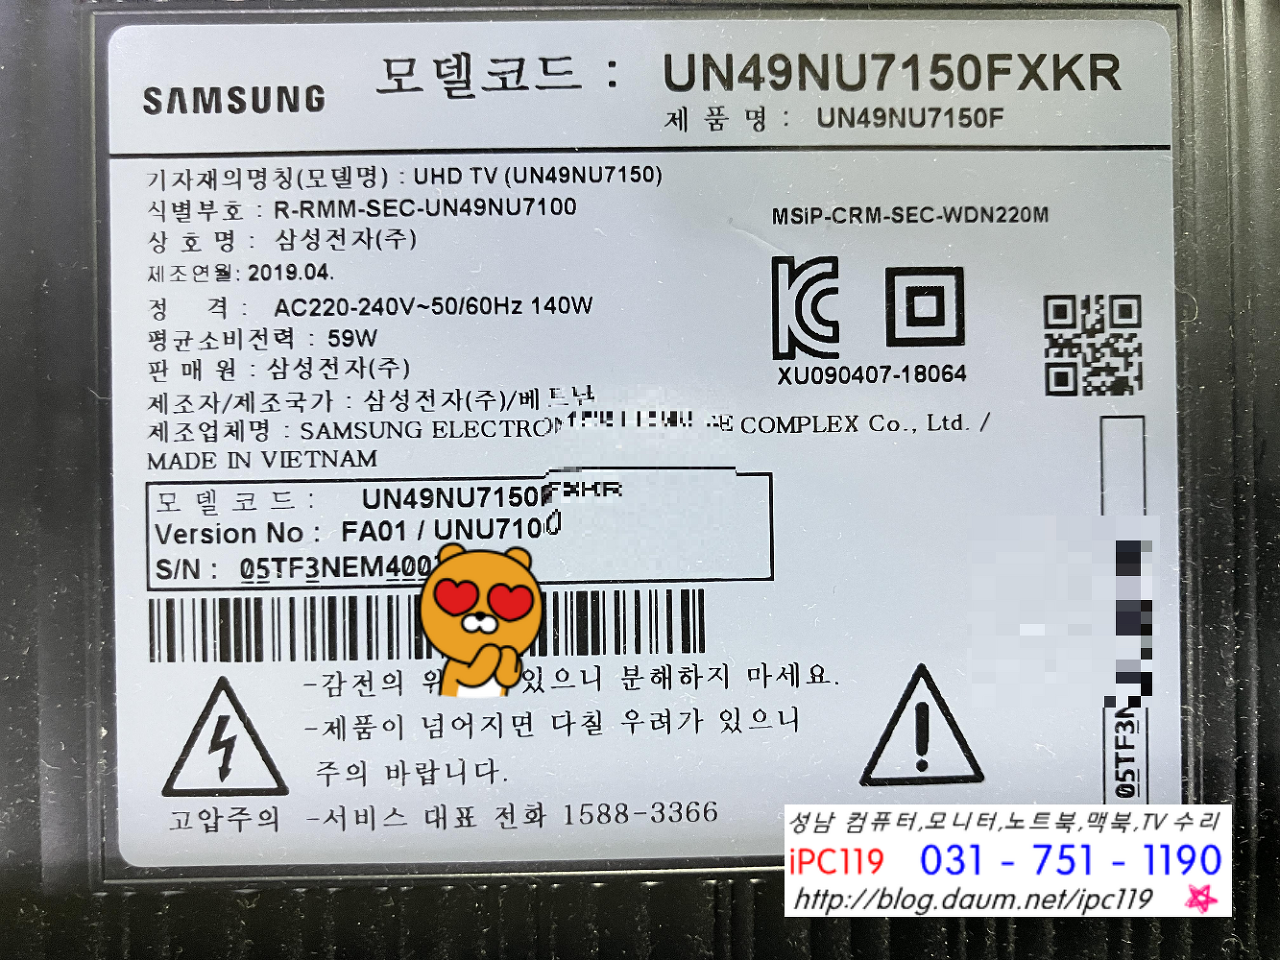 SAMSUNG
모델코드 : UN49NU7150FXKR
제 품 명 : UN49NU7150F
기자재의명칭(모델명) : UHD TV (UN49NU7150)
식별부호 : R-RMM-SEC-UN49NU7100
상 호 명 : 삼성전자(주)
제조연월: 2019.04.
정 격 : AC220-240V~50/60Hz 140W
평균소비전력 : 59W
판 매 원 : 삼성전자(주)
제조자/제조국가 : 삼성전자(주)/베트남
제조업체명 : SAMSUNG ELECTRO COMPLEX Co., Ltd. /
MADE IN VIETNAM
MSiP-CRM-SEC-WDN220M
XU090407-18064
모 델 코 드 : UN49NU7150FXKR
Version No : FA01 / UNU7100
S/N : 05TF3NEM400
-감전의 있으니 분해하지 마세요.
-제품이 넘어지면 다칠 우려가 있으니
주의 바랍니다.
고압주의 -서비스 대표 전화 1588-3366
05TF3N
성남 컴퓨터,모니터,노트북,맥북,TV 수리
iPC119 031 - 751 - 1190
http://blog.daum.net/ipc119